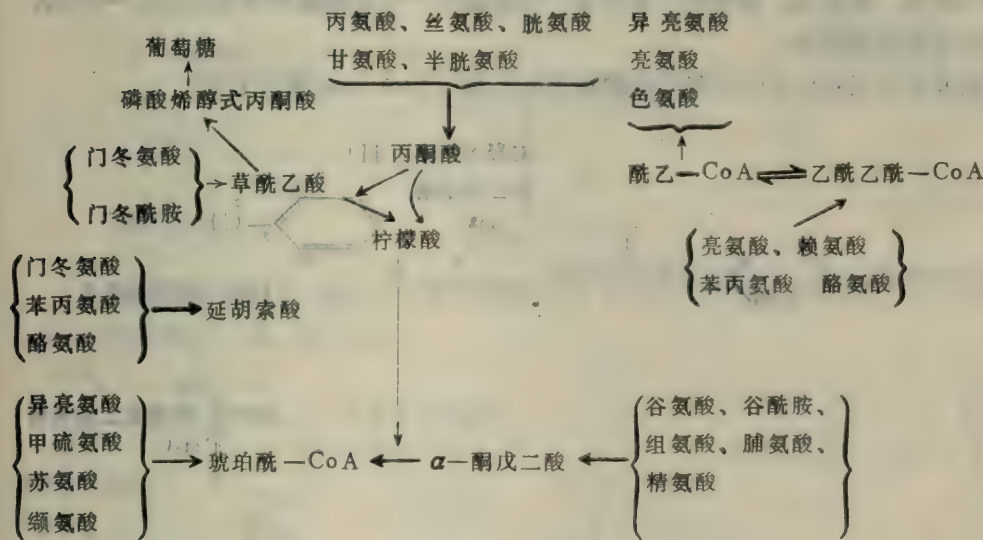 丙氨酸、丝氨酸、胱氨酸
甘氨酸、半胱氨酸
异亮氨酸
亮氨酸
色氨酸
葡萄糖
磷酸烯醇式丙酮酸
门冬氨酸
门冬酰胺
草酰乙酸
丙酮酸
柠檬酸
酰乙—CoA
乙酰乙酰—CoA
亮氨酸、赖氨酸
苯丙氨酸 酪氨酸
门冬氨酸
苯丙氨酸
酪氨酸
延胡索酸
异亮氨酸
甲硫氨酸
苏氨酸
缬氨酸
琥珀酰—CoA
α—酮戊二酸
谷氨酸、谷酰胺、
组氨酸、脯氨酸、
精氨酸